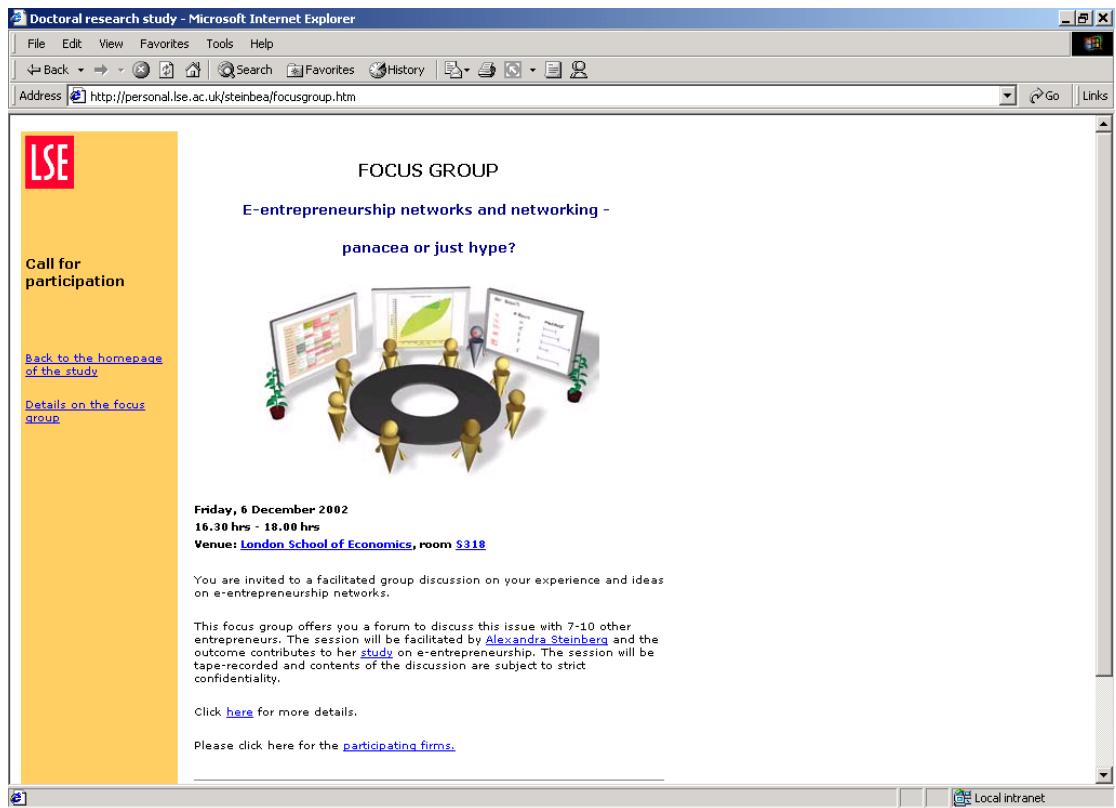 Doctoral research study - Microsoft Internet Explorer
File Edit View Favorites Tools Help
Back Search Favorites History
Address http://personal.lse.ac.uk/steinbea/focusgroup.htm Go Links
LSE
Call for
participation
Back to the homepage
of the study
Details on the focus
group
FOCUS GROUP
E-entrepreneurship networks and networking -
panacea or just hype?
Friday, 6 December 2002
16.30 hrs - 18.00 hrs
Venue: London School of Economics, room S318
You are invited to a facilitated group discussion on your experience and ideas
on e-entrepreneurship networks.
This focus group offers you a forum to discuss this issue with 7-10 other
entrepreneurs. The session will be facilitated by Alexandra Steinberg and the
outcome contributes to her study on e-entrepreneurship. The session will be
tape-recorded and contents of the discussion are subject to strict
confidentiality.
Click here for more details.
Please click here for the participating firms.
Local intranet